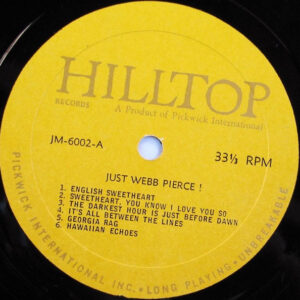 HILLTOP
RECORDS
A Product of Pickwick International
JM-6002-A
33⅓ RPM
JUST WEBB PIERCE !
1. ENGLISH SWEETHEART
2. SWEETHEART, YOU KNOW I LOVE YOU SO
3. THE DARKEST HOUR IS JUST BEFORE DAWN
4. IT'S ALL BETWEEN THE LINES
5. GEORGIA RAG
6. HAWAIIAN ECHOES
PICKWICK INTERNATIONAL INC. • LONG PLAYING • UNBREAKABLE